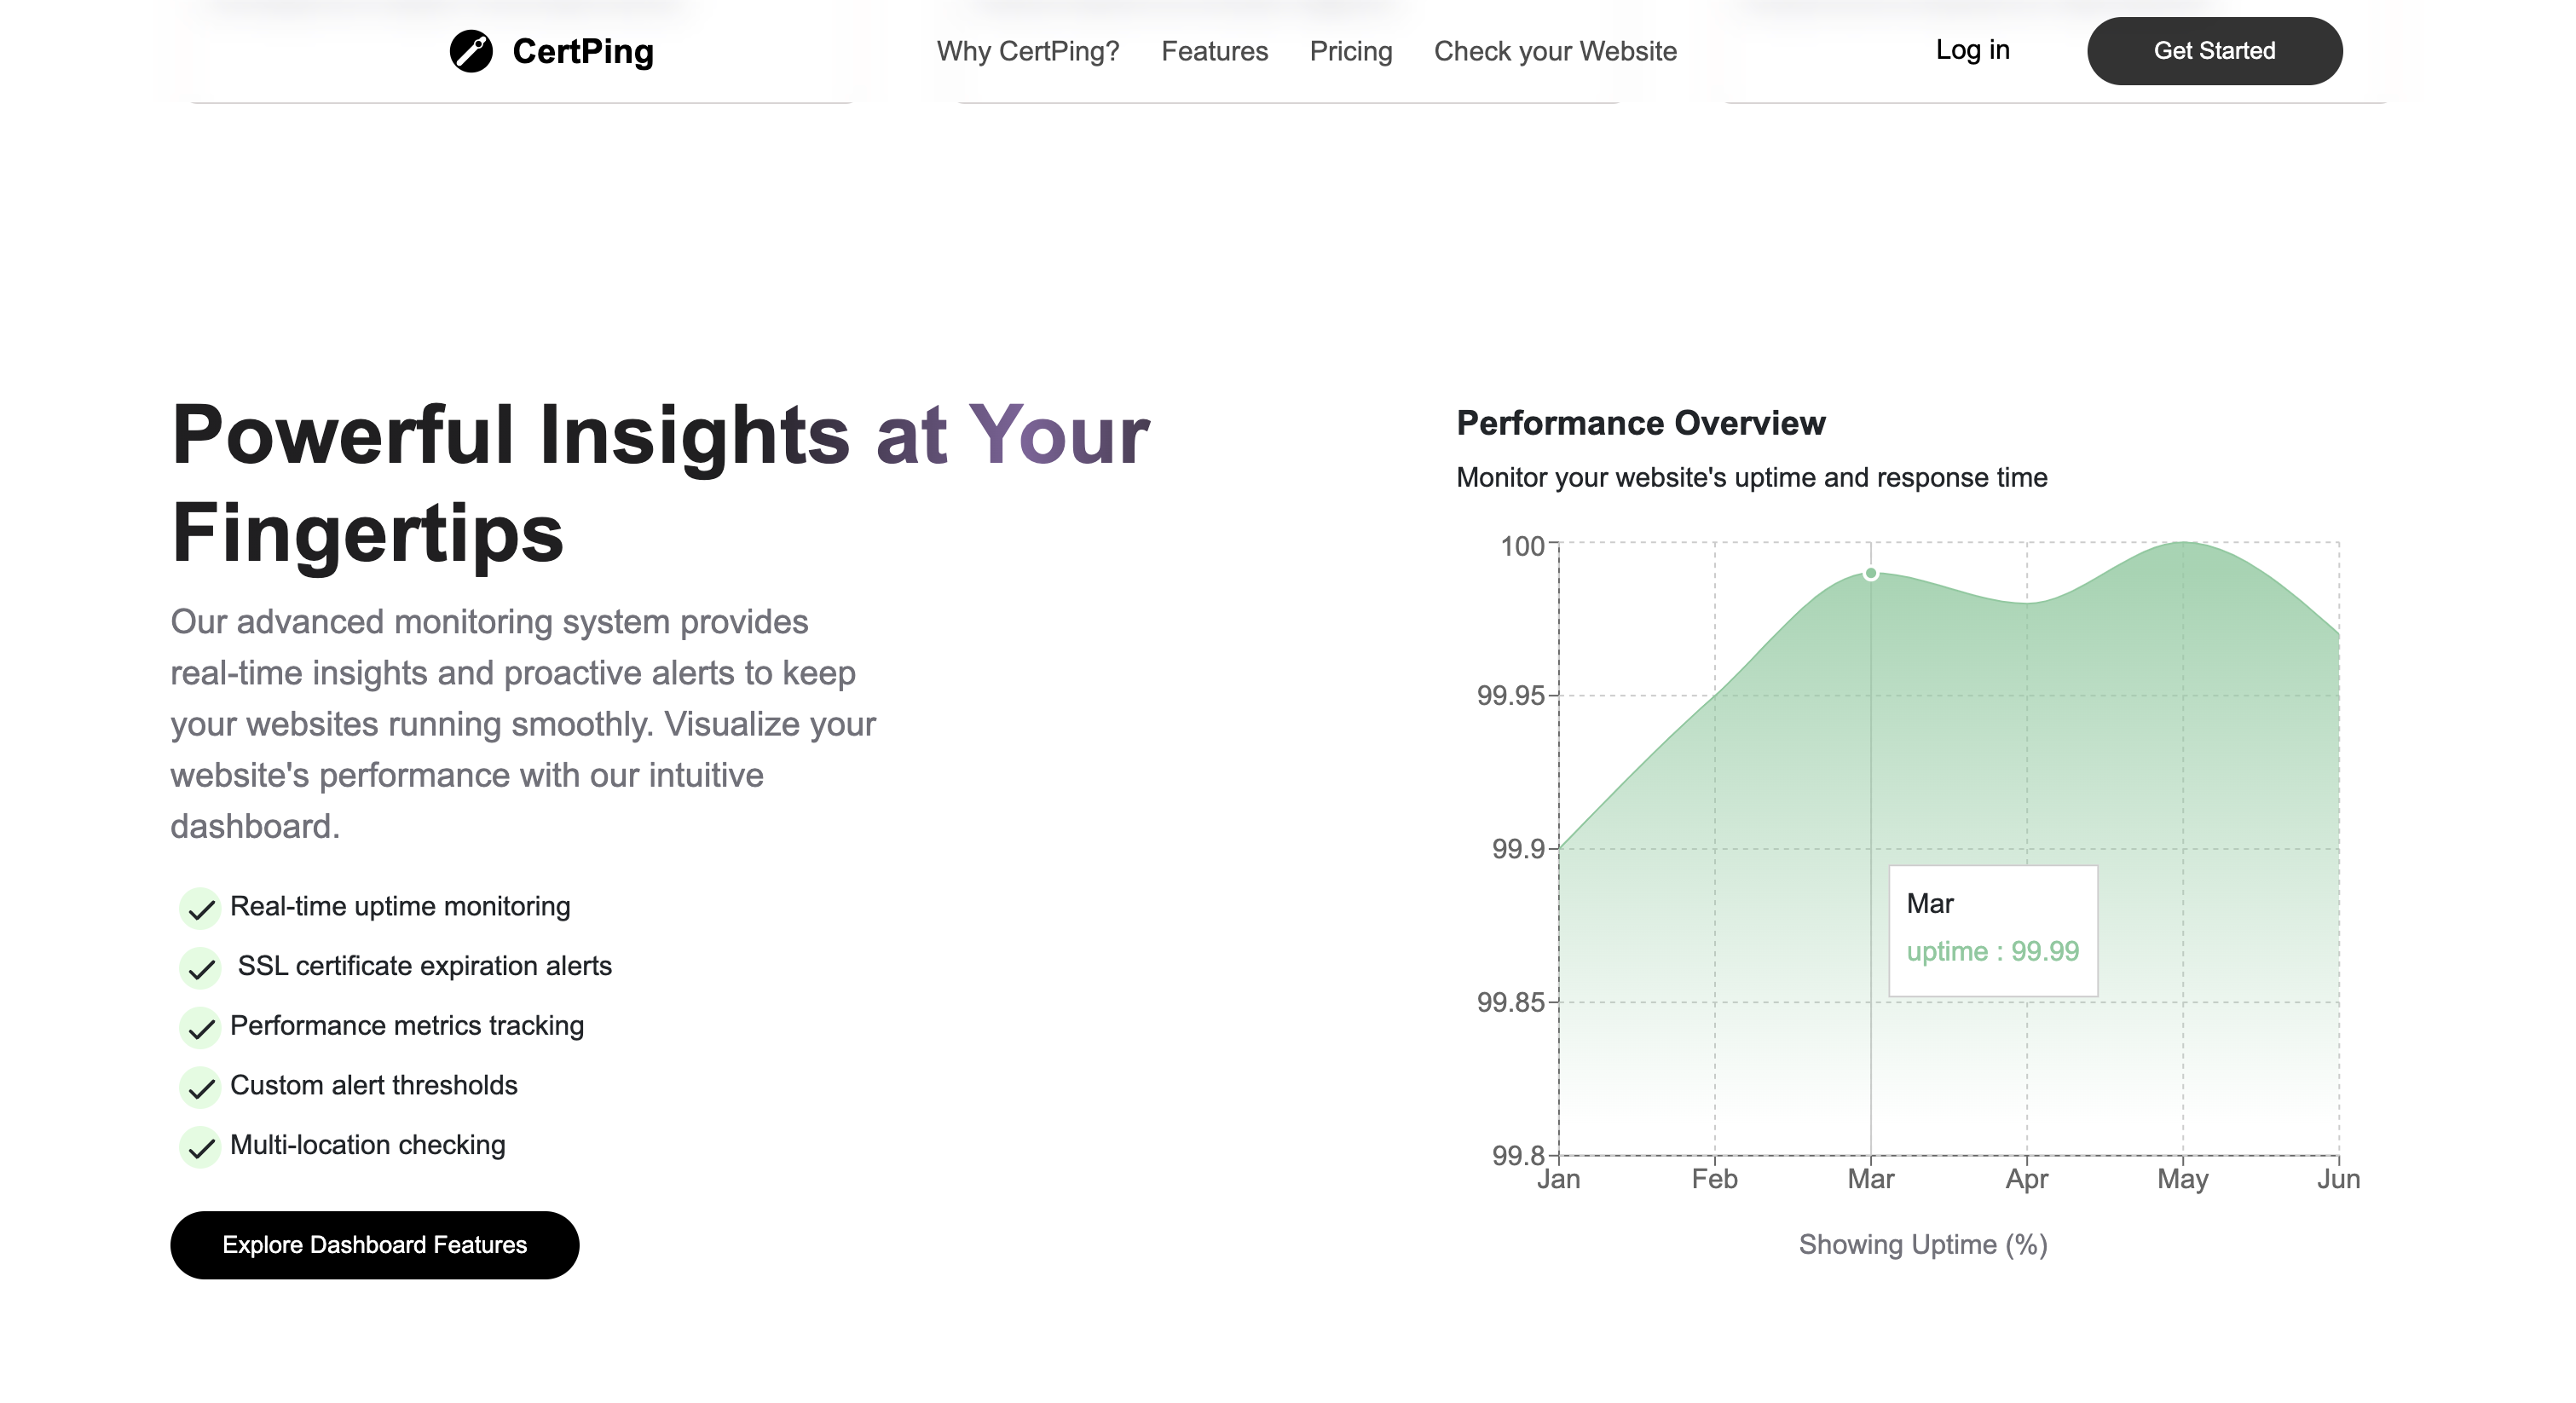 CertPing
Why CertPing? Features Pricing Check your Website
Log in
Get Started
Powerful Insights at Your
Fingertips
Our advanced monitoring system provides
real-time insights and proactive alerts to keep
your websites running smoothly. Visualize your
website's performance with our intuitive
dashboard.
Real-time uptime monitoring
SSL certificate expiration alerts
Performance metrics tracking
Custom alert thresholds
Multi-location checking
Explore Dashboard Features
Performance Overview
Monitor your website's uptime and response time
100
99.95
99.9
99.85
99.8
Mar
uptime : 99.99
Jan Feb Mar Apr May Jun
Showing Uptime (%)